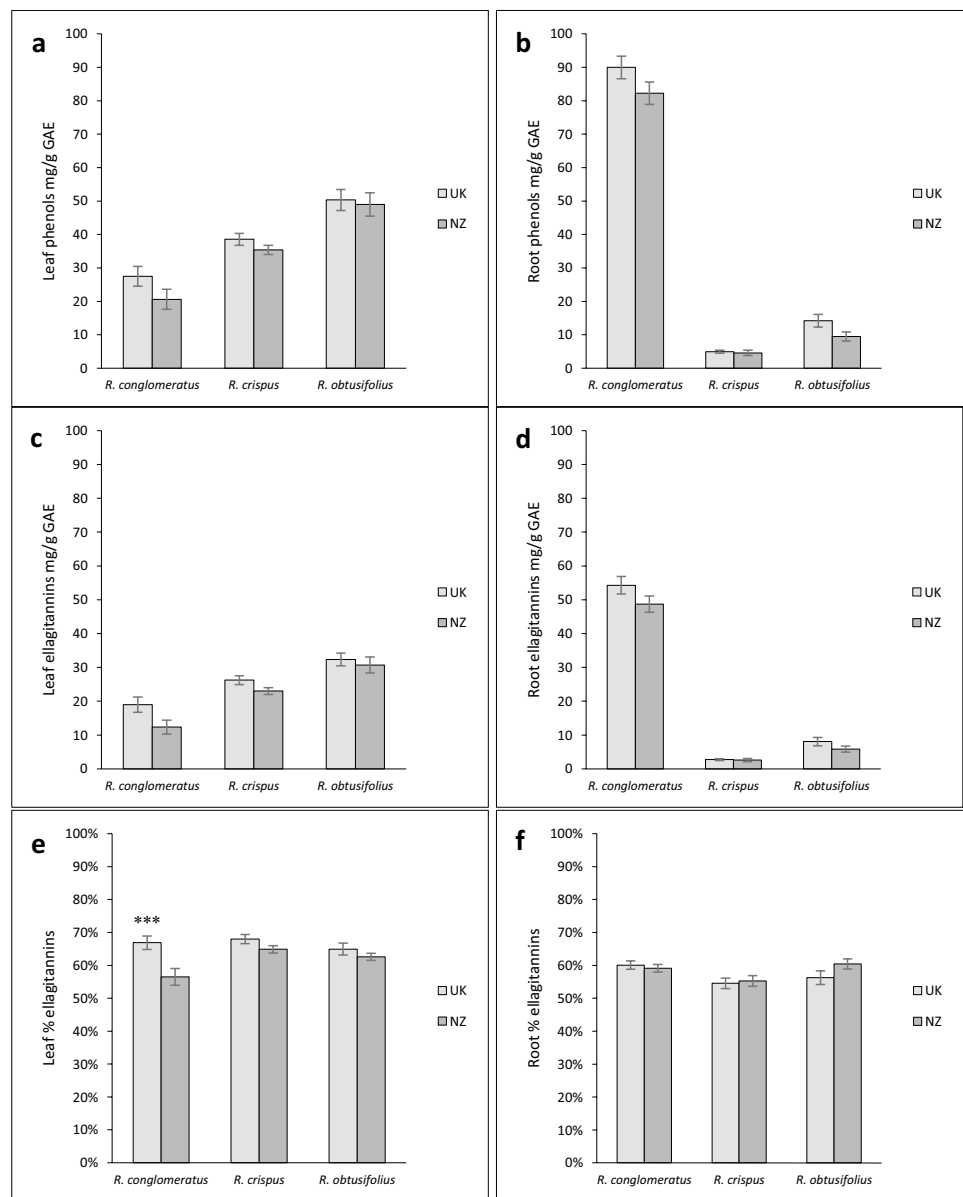 a
Leaf phenols mg/g GAE
100
90
80
70
60
50
40
30
20
10
0
R. conglomeratus R. crispus R. obtusifolius
UK
NZ
b
Root phenols mg/g GAE
100
90
80
70
60
50
40
30
20
10
0
R. conglomeratus R. crispus R. obtusifolius
UK
NZ
c
Leaf ellagitannins mg/g GAE
100
90
80
70
60
50
40
30
20
10
0
R. conglomeratus R. crispus R. obtusifolius
UK
NZ
d
Root ellagitannins mg/g GAE
100
90
80
70
60
50
40
30
20
10
0
R. conglomeratus R. crispus R. obtusifolius
UK
NZ
e
Leaf % ellagitannins
100%
90%
80%
70%
60%
50%
40%
30%
20%
10%
0%
***
R. conglomeratus R. crispus R. obtusifolius
UK
NZ
f
Root % ellagitannins
100%
90%
80%
70%
60%
50%
40%
30%
20%
10%
0%
R. conglomeratus R. crispus R. obtusifolius
UK
NZ